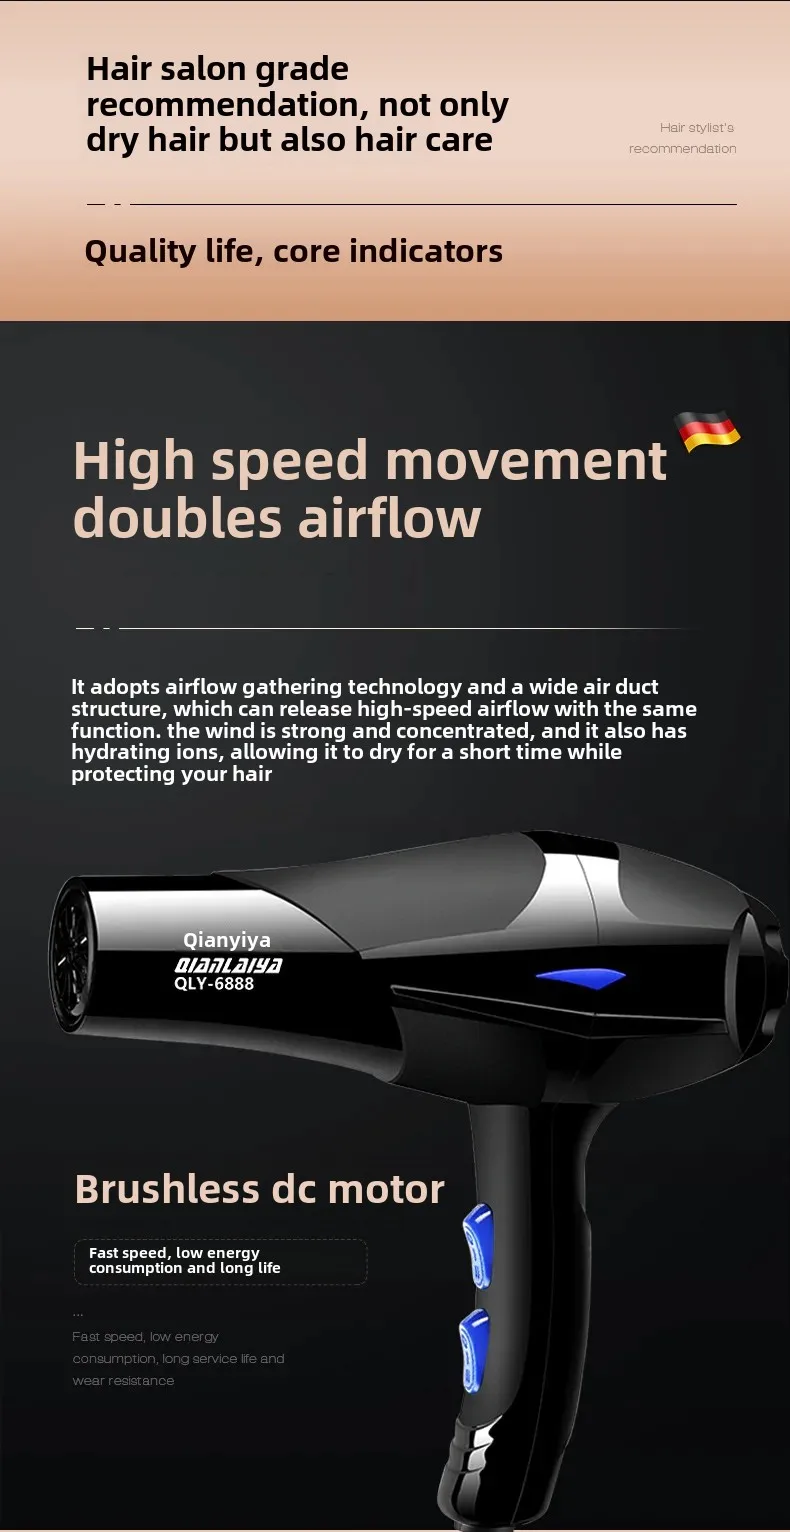 Hair salon grade
recommendation, not only
dry hair but also hair care
Hair stylist's
recommendation
Quality life, core indicators
High speed movement
doubles airflow
It adopts airflow gathering technology and a wide air duct
structure, which can release high-speed airflow with the same
function. the wind is strong and concentrated, and it also has
hydrating ions, allowing it to dry for a short time while
protecting your hair
Qianyiya
QIANLAIYA
QLY-6888
Brushless dc motor
Fast speed, low energy
consumption and long life
...
Fast speed, low energy
consumption, long service life and
wear resistance